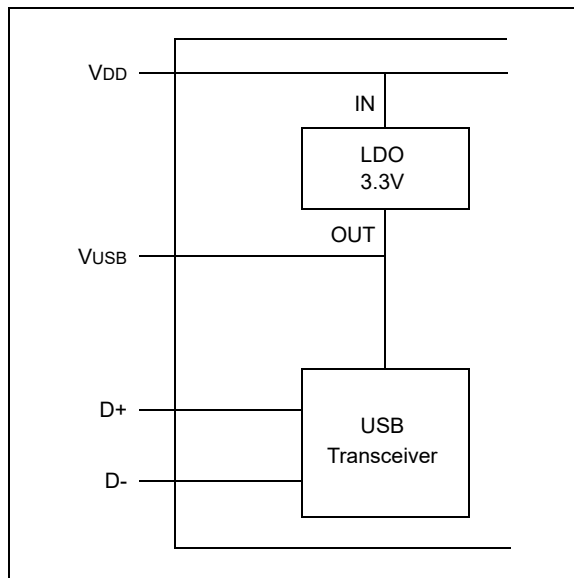 VDD
IN
LDO
3.3V
OUT
VUSB
D+
USB
Transceiver
D-